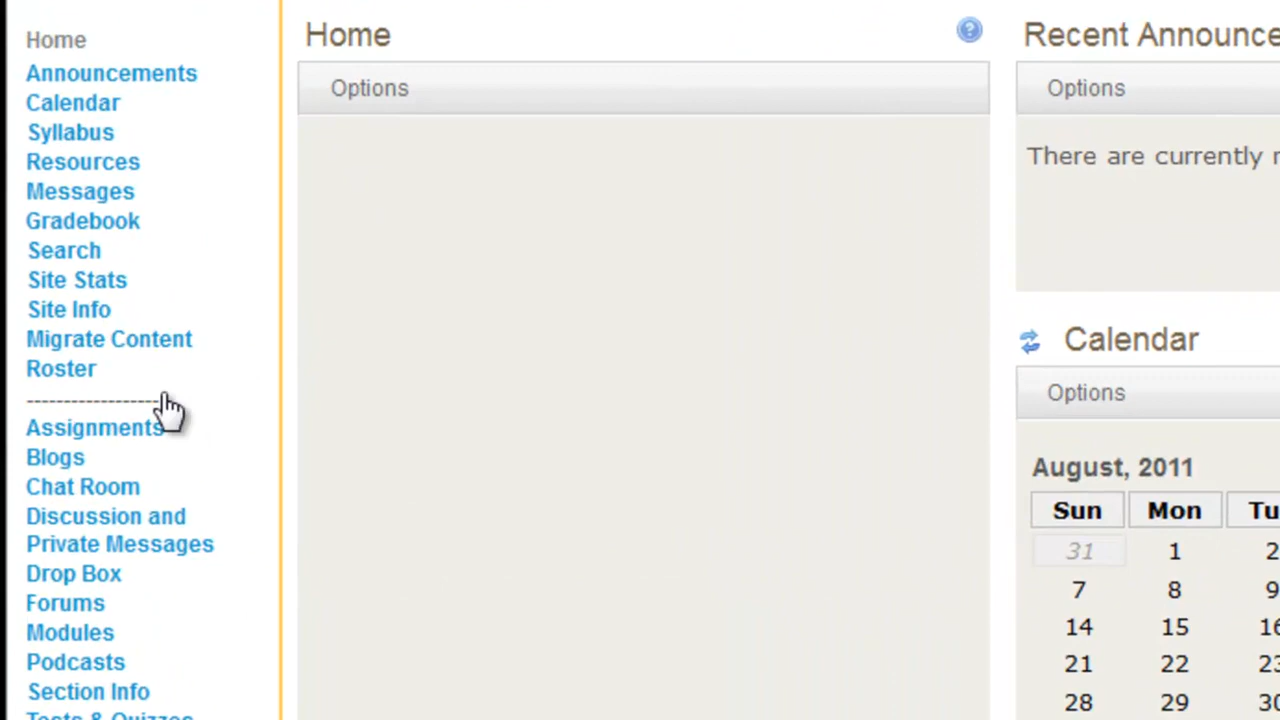 Home
Announcements
Calendar
Syllabus
Resources
Messages
Gradebook
Search
Site Stats
Site Info
Migrate Content
Roster
------------------
Assignments
Blogs
Chat Room
Discussion and
Private Messages
Drop Box
Forums
Modules
Podcasts
Section Info
Tests & Quizzes
Home
Options
Recent Announce
Options
There are currently
Calendar
Options
August, 2011
Sun Mon Tu
31 1 2
7 8 9
14 15 16
21 22 23
28 29 30